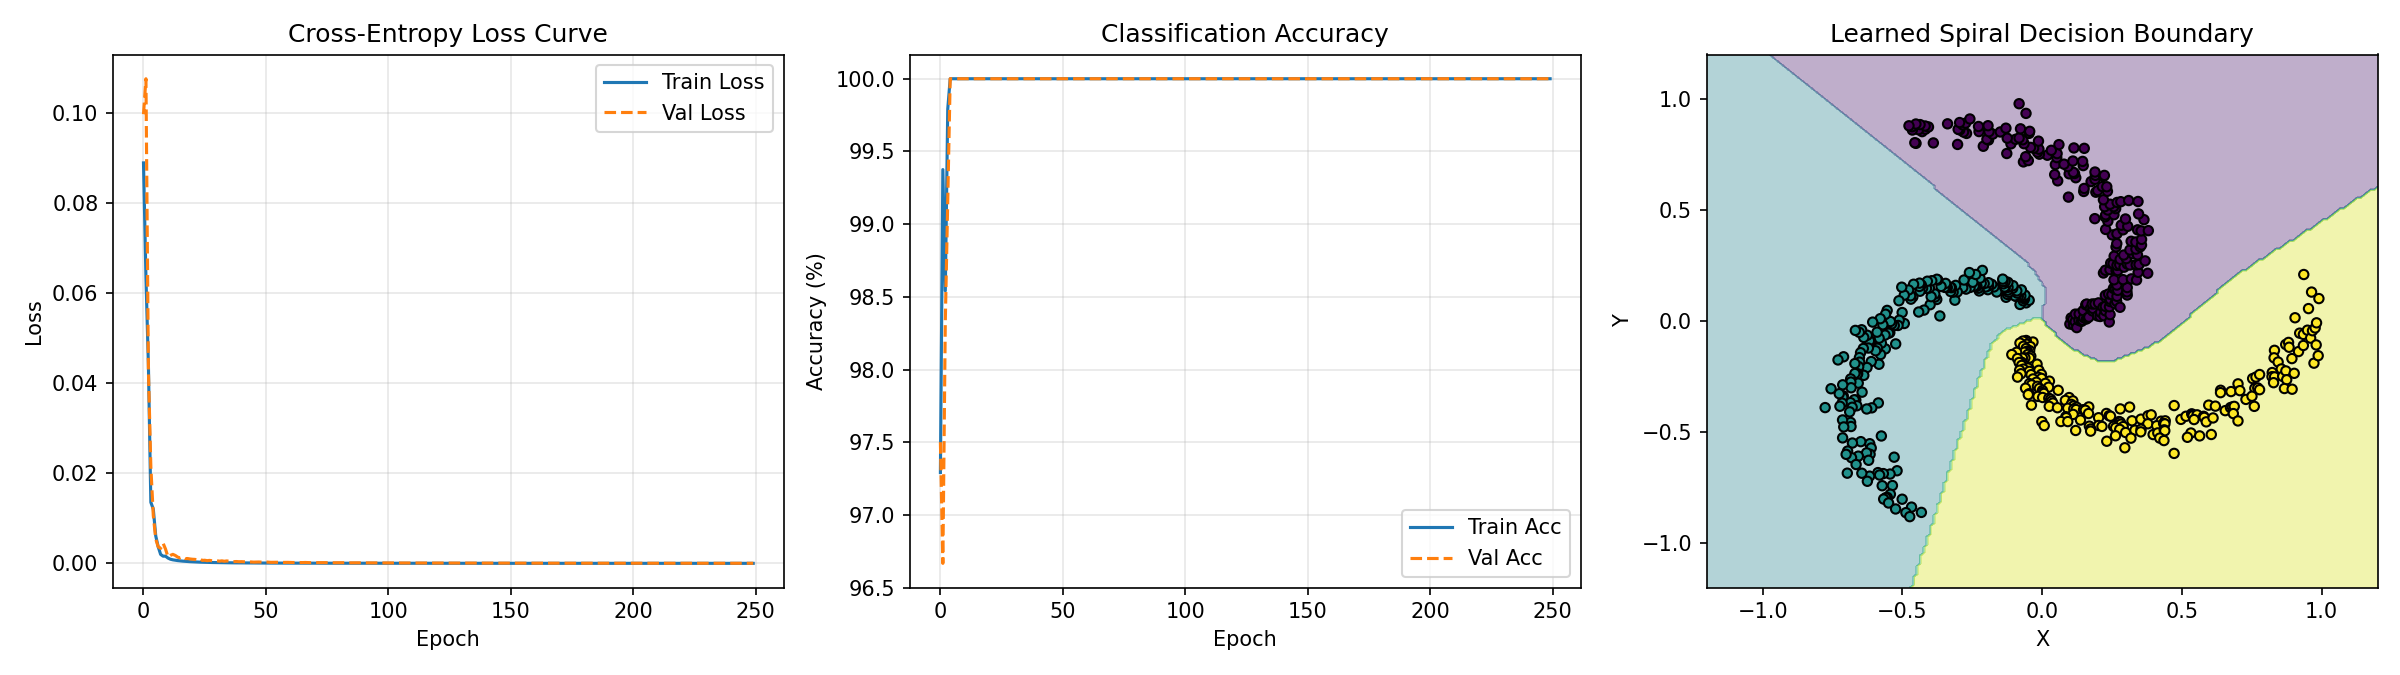 Cross-Entropy Loss Curve
Loss
0.10
0.08
0.06
0.04
0.02
0.00
Train Loss
Val Loss
0 50 100 150 200 250
Epoch
Classification Accuracy
Accuracy (%)
100.0
99.5
99.0
98.5
98.0
97.5
97.0
96.5
Train Acc
Val Acc
0 50 100 150 200 250
Epoch
Learned Spiral Decision Boundary
Y
1.0
0.5
0.0
−0.5
−1.0
−1.0 −0.5 0.0 0.5 1.0
X